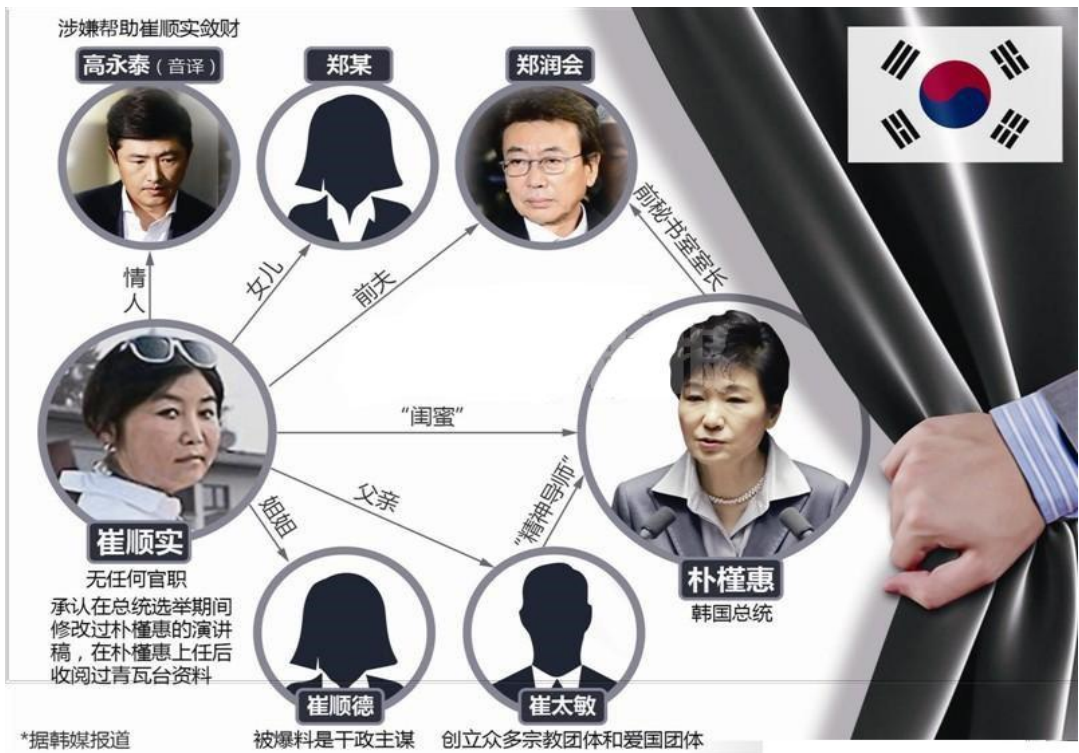 涉嫌帮助崔顺实敛财
高永泰（音译）
郑某
郑润会
情人
女儿
前夫
前秘书室室长
“闺蜜”
姐姐
父亲
“精神导师”
崔顺实
无任何官职
承认在总统选举期间
修改过朴槿惠的演讲
稿，在朴槿惠上任后
收阅过青瓦台资料
朴槿惠
韩国总统
崔顺德
被爆料是干政主谋
崔太敏
创立众多宗教团体和爱国团体
*据韩媒报道